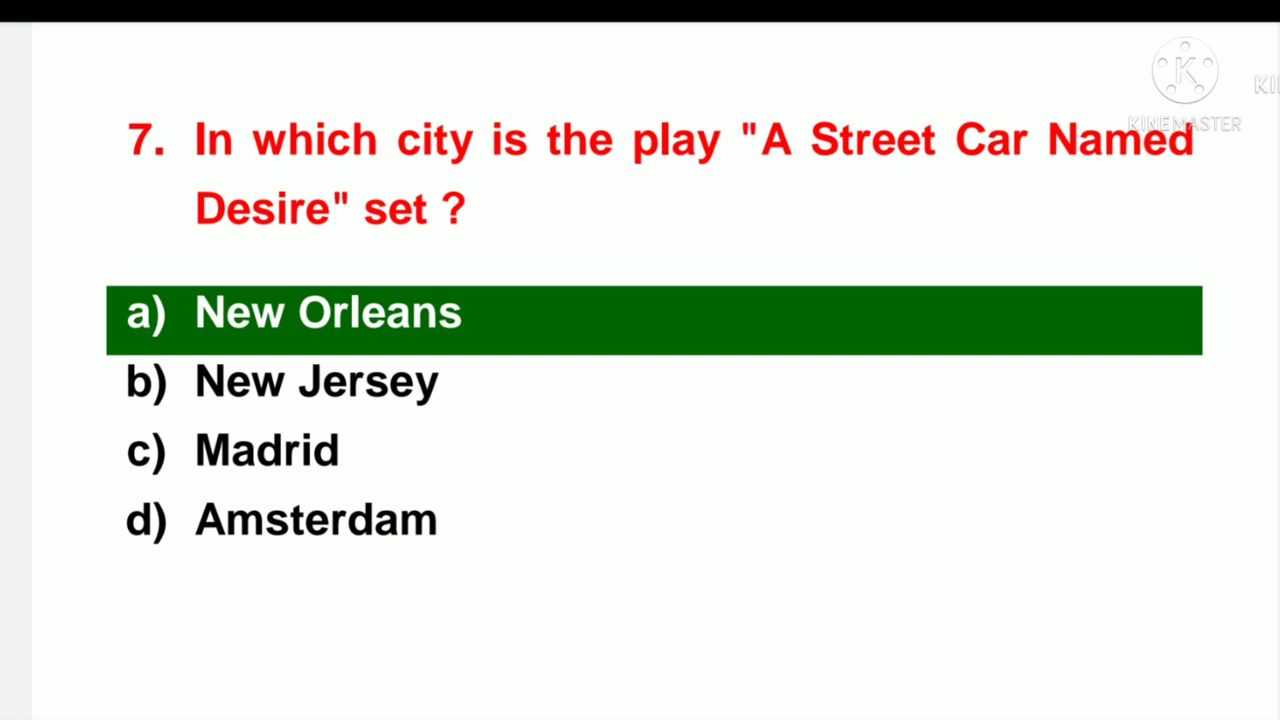 KINEMASTER
KI
7. In which city is the play "A Street Car Named
Desire" set ?
a) New Orleans
b) New Jersey
c) Madrid
d) Amsterdam